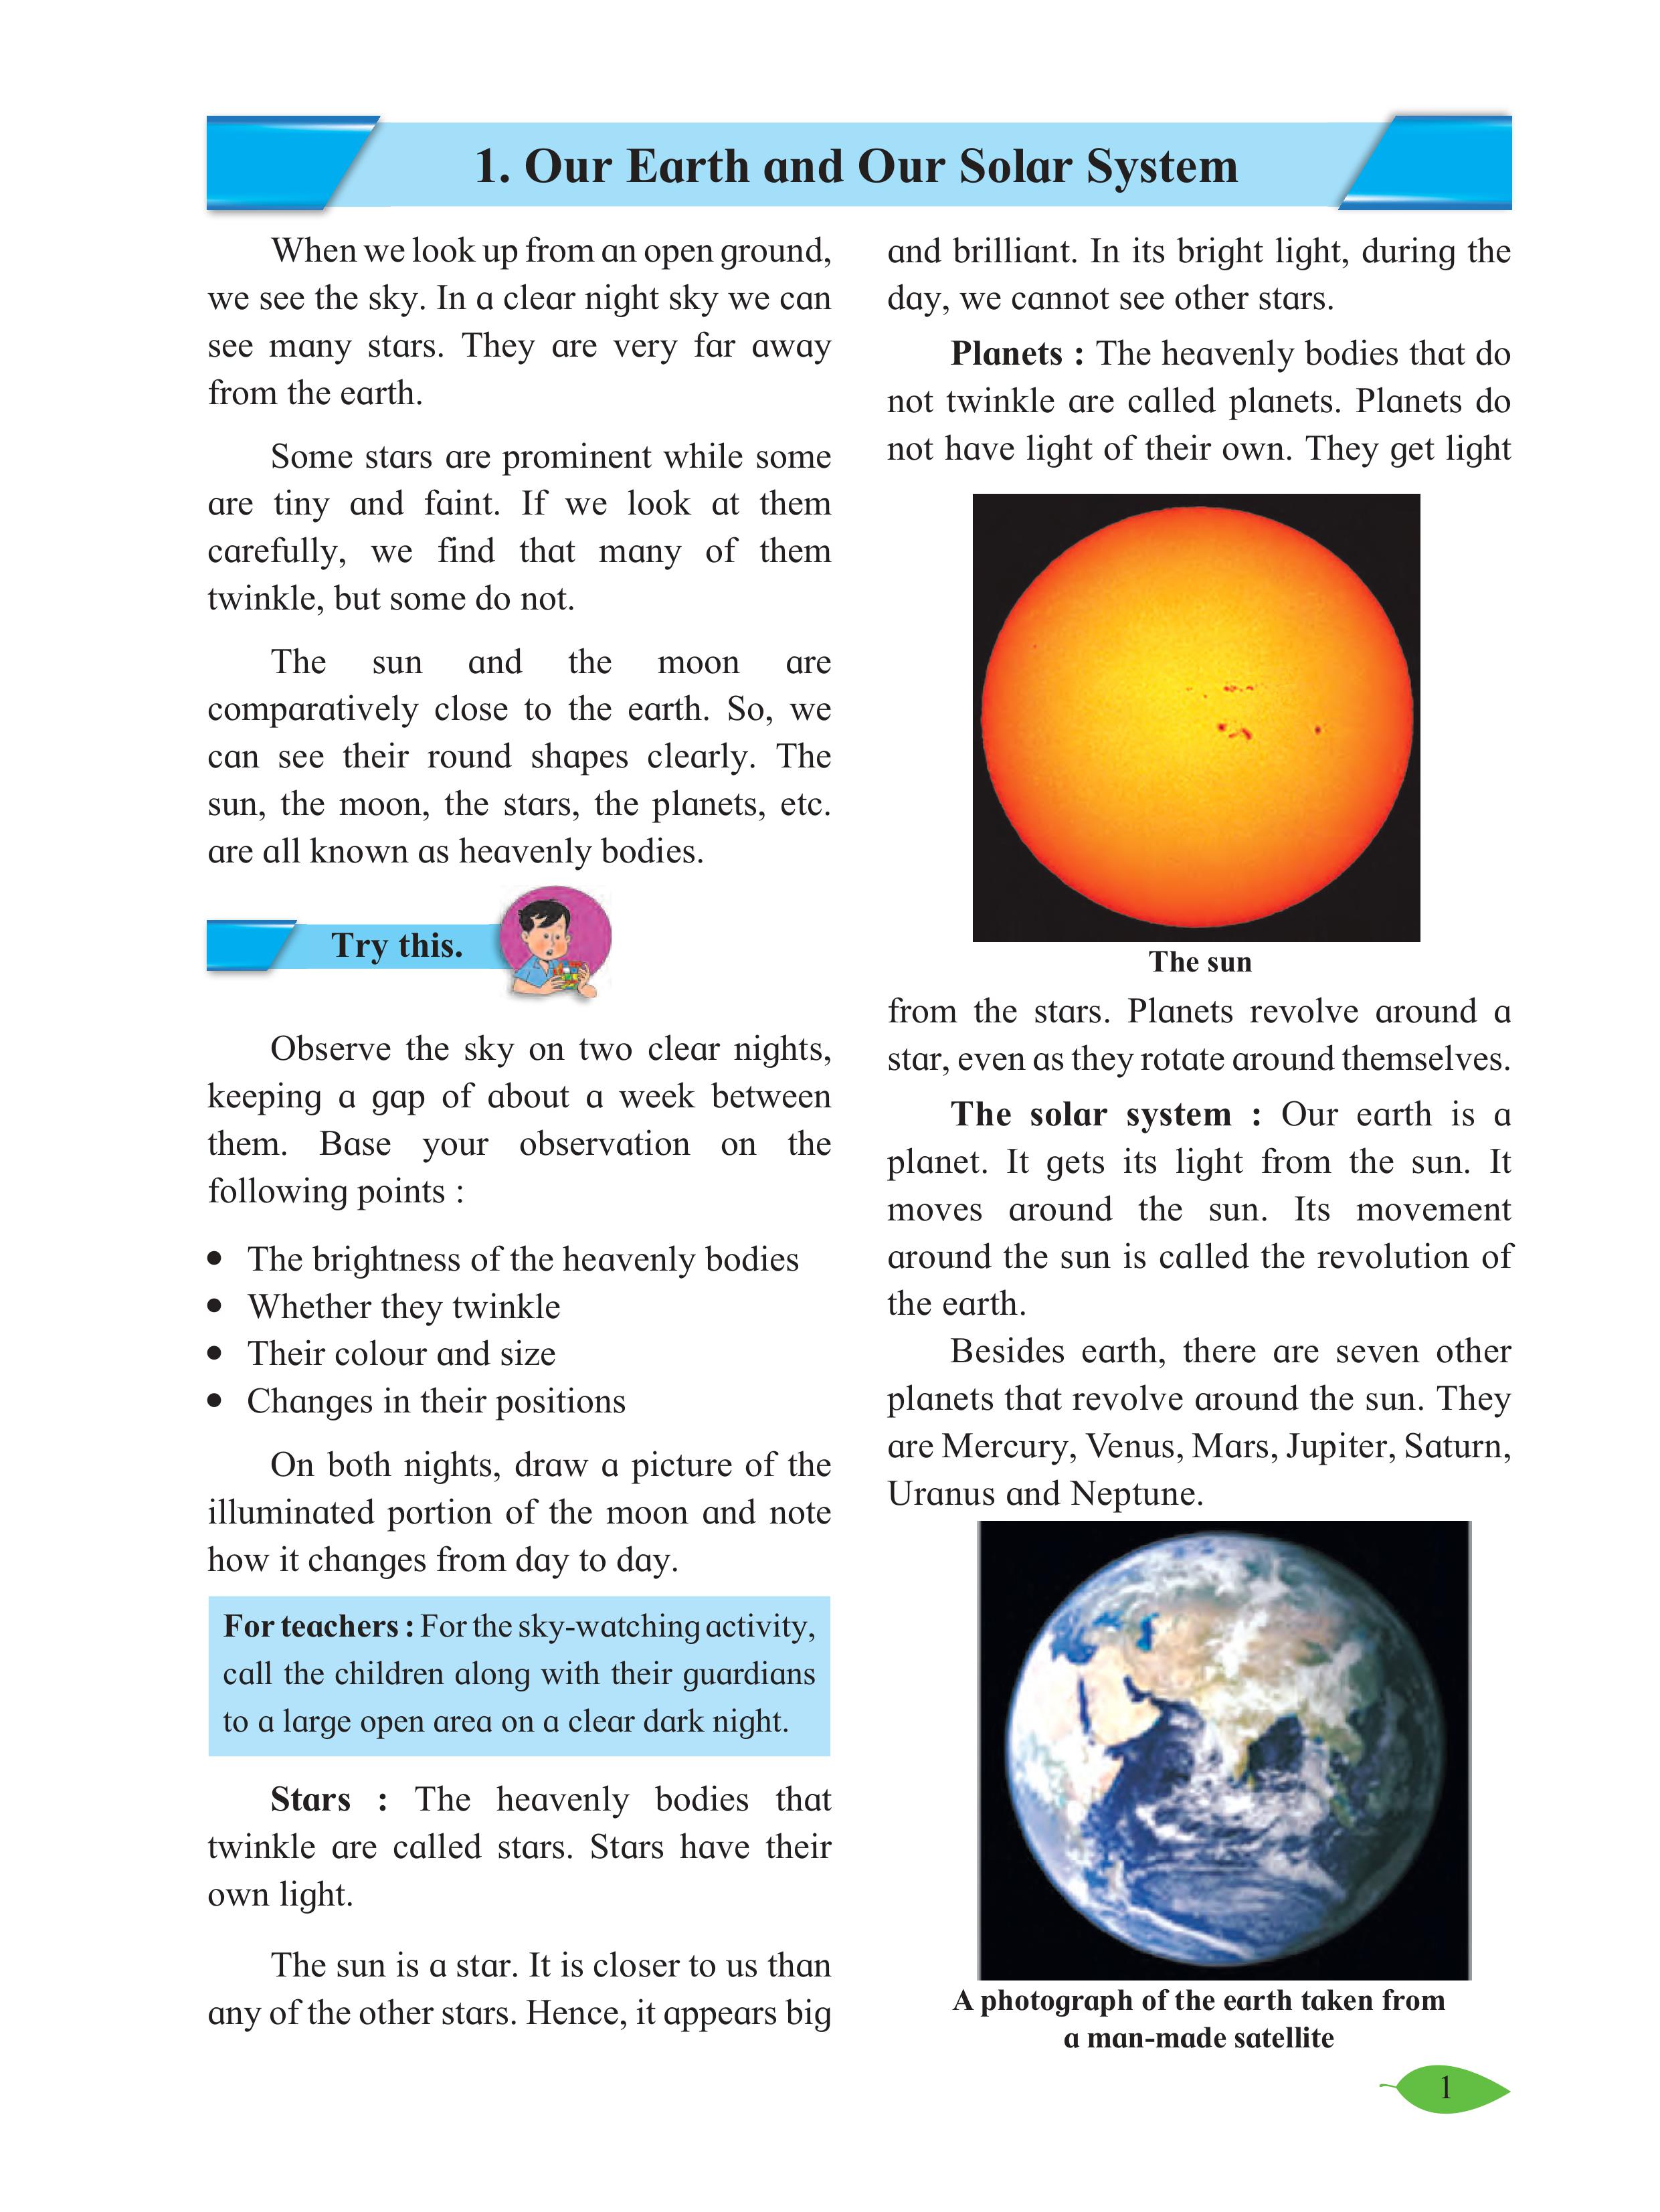 1. Our Earth and Our Solar System
When we look up from an open ground,
we see the sky. In a clear night sky we can
see many stars. They are very far away
from the earth.
Some stars are prominent while some
are tiny and faint. If we look at them
carefully, we find that many of them
twinkle, but some do not.
The sun and the moon are
comparatively close to the earth. So, we
can see their round shapes clearly. The
sun, the moon, the stars, the planets, etc.
are all known as heavenly bodies.
Try this.
Observe the sky on two clear nights,
keeping a gap of about a week between
them. Base your observation on the
following points :
• The brightness of the heavenly bodies
• Whether they twinkle
• Their colour and size
• Changes in their positions
On both nights, draw a picture of the
illuminated portion of the moon and note
how it changes from day to day.
For teachers : For the sky-watching activity,
call the children along with their guardians
to a large open area on a clear dark night.
Stars : The heavenly bodies that
twinkle are called stars. Stars have their
own light.
The sun is a star. It is closer to us than
any of the other stars. Hence, it appears big
and brilliant. In its bright light, during the
day, we cannot see other stars.
Planets : The heavenly bodies that do
not twinkle are called planets. Planets do
not have light of their own. They get light
The sun
from the stars. Planets revolve around a
star, even as they rotate around themselves.
The solar system : Our earth is a
planet. It gets its light from the sun. It
moves around the sun. Its movement
around the sun is called the revolution of
the earth.
Besides earth, there are seven other
planets that revolve around the sun. They
are Mercury, Venus, Mars, Jupiter, Saturn,
Uranus and Neptune.
A photograph of the earth taken from
a man-made satellite
1